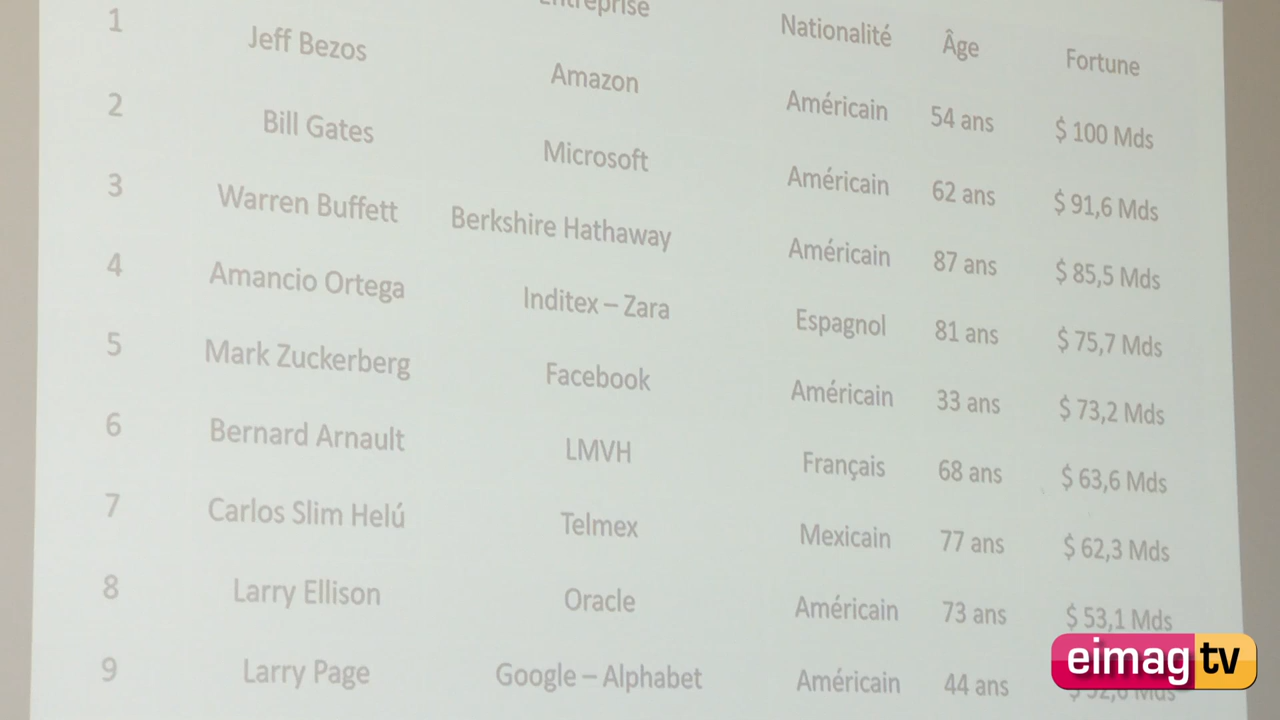 Entreprise Nationalité Âge Fortune
1 Jeff Bezos Amazon Américain 54 ans $ 100 Mds
2 Bill Gates Microsoft Américain 62 ans $ 91,6 Mds
3 Warren Buffett Berkshire Hathaway Américain 87 ans $ 85,5 Mds
4 Amancio Ortega Inditex – Zara Espagnol 81 ans $ 75,7 Mds
5 Mark Zuckerberg Facebook Américain 33 ans $ 73,2 Mds
6 Bernard Arnault LMVH Français 68 ans $ 63,6 Mds
7 Carlos Slim Helú Telmex Mexicain 77 ans $ 62,3 Mds
8 Larry Ellison Oracle Américain 73 ans $ 53,1 Mds
9 Larry Page Google – Alphabet Américain 44 ans
eimag tv